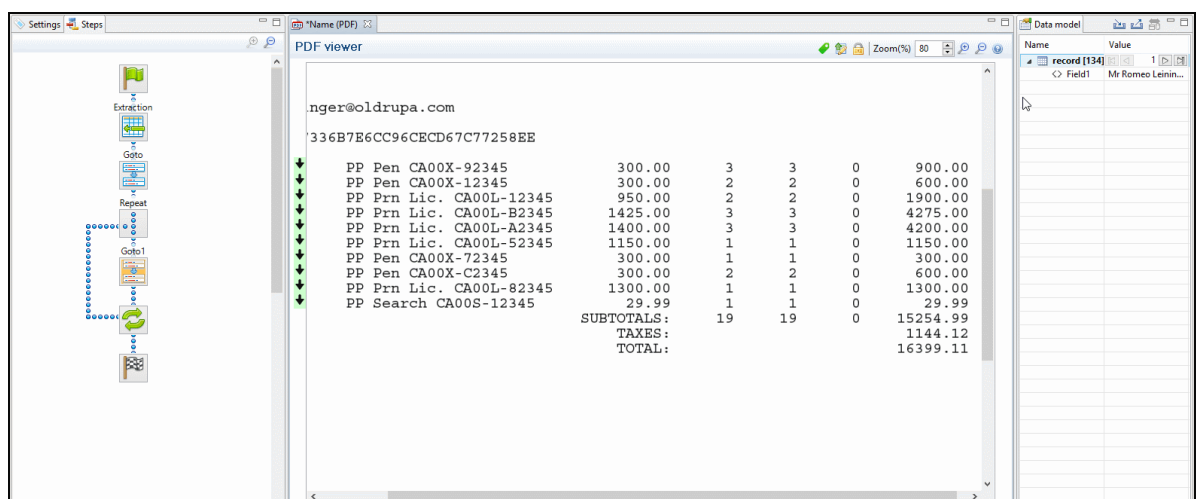 Settings Steps
*Name (PDF)
Data model
PDF viewer
Zoom(%) 80
Name Value
record [134] 1
Field1 Mr Romeo Leinin...
Extraction
Goto
Repeat
Goto1
nger@oldrupa.com
336B7E6CC96CECD67C77258EE
PP Pen CA00X-92345 300.00 3 3 0 900.00
PP Pen CA00X-12345 300.00 2 2 0 600.00
PP Prn Lic. CA00L-12345 950.00 2 2 0 1900.00
PP Prn Lic. CA00L-B2345 1425.00 3 3 0 4275.00
PP Prn Lic. CA00L-A2345 1400.00 3 3 0 4200.00
PP Prn Lic. CA00L-52345 1150.00 1 1 0 1150.00
PP Pen CA00X-72345 300.00 1 1 0 300.00
PP Pen CA00X-C2345 300.00 2 2 0 600.00
PP Prn Lic. CA00L-82345 1300.00 1 1 0 1300.00
PP Search CA00S-12345 29.99 1 1 0 29.99
SUBTOTALS: 19 19 0 15254.99
TAXES: 1144.12
TOTAL: 16399.11